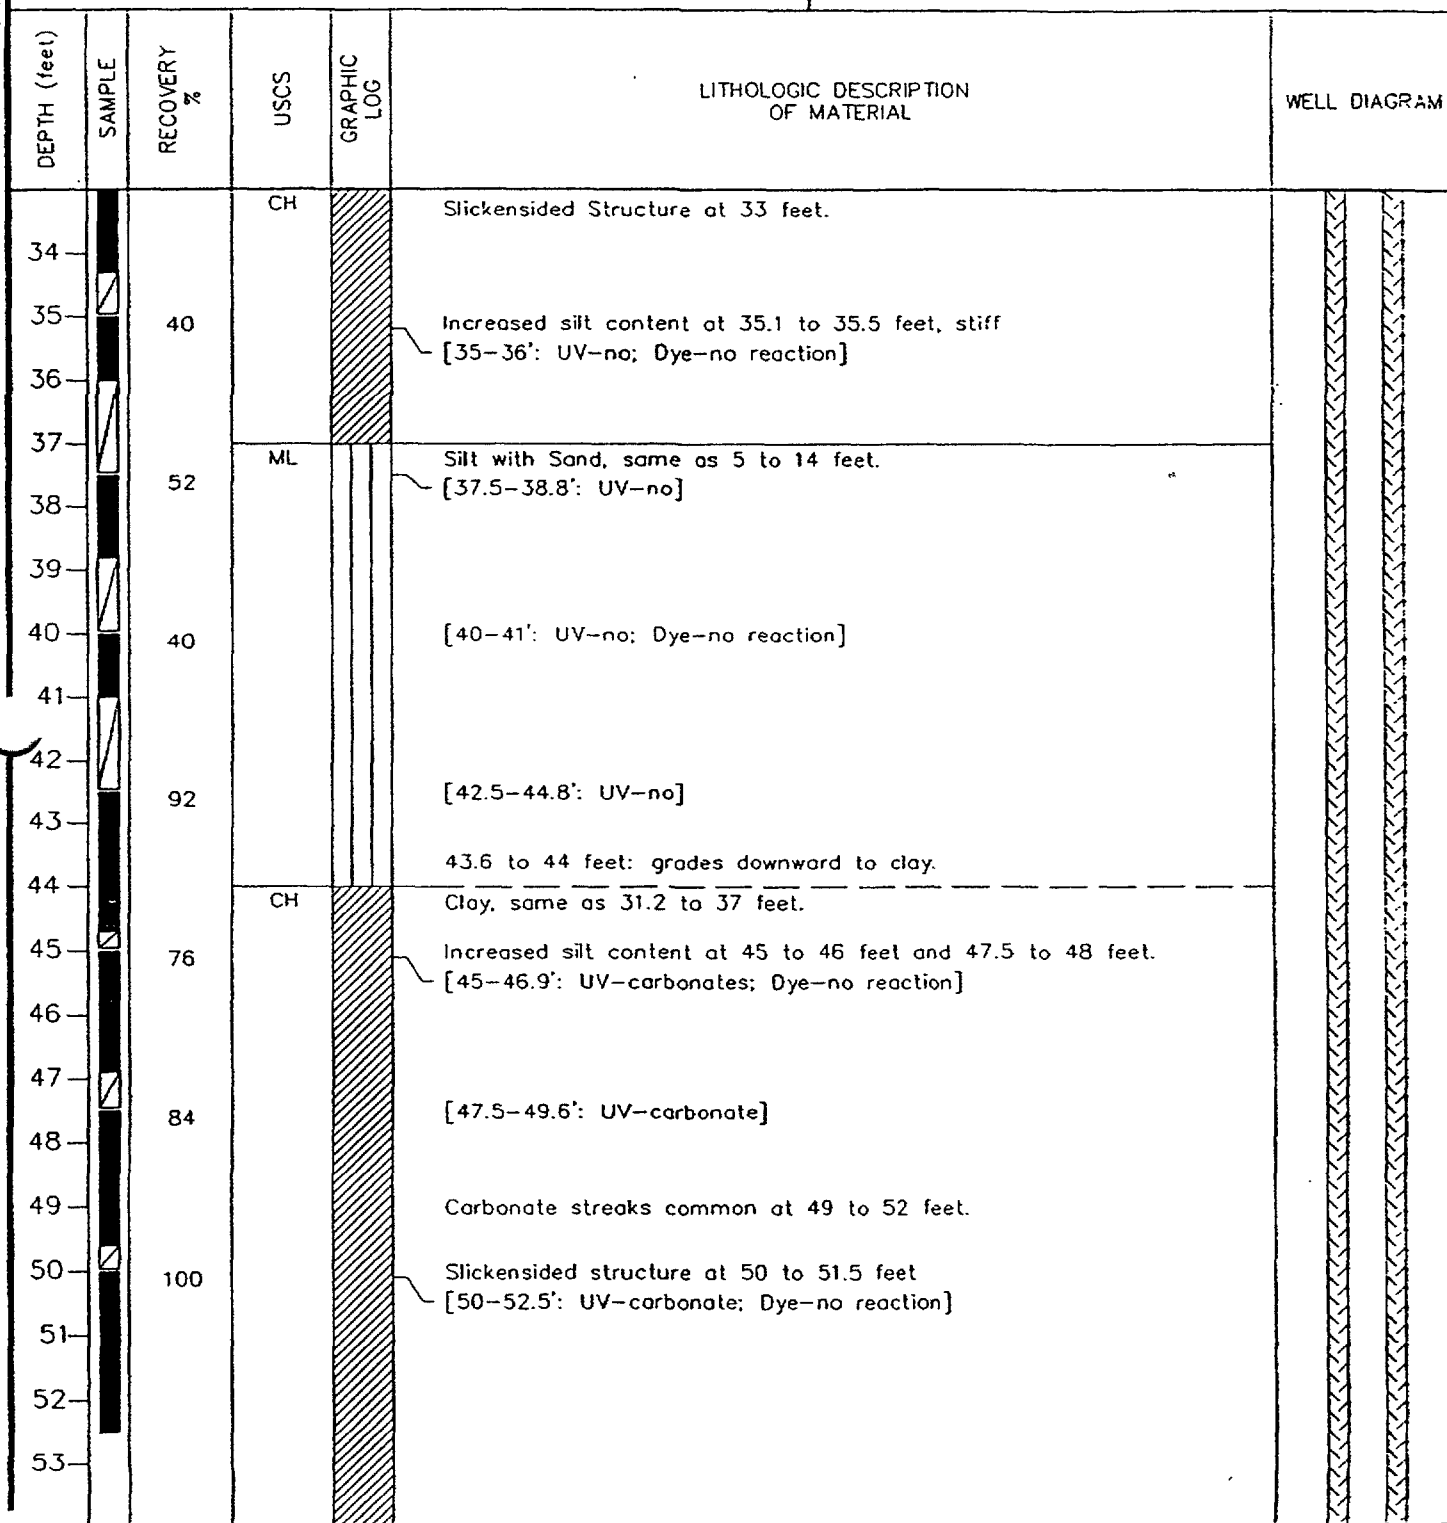 DEPTH (feet)
SAMPLE
RECOVERY %
USCS
GRAPHIC LOG
LITHOLOGIC DESCRIPTION
OF MATERIAL
WELL DIAGRAM
CH
Slickensided Structure at 33 feet.
34
35
40
Increased silt content at 35.1 to 35.5 feet, stiff
[35-36': UV-no; Dye-no reaction]
36
37
ML
Silt with Sand, same as 5 to 14 feet.
52
[37.5-38.8': UV-no]
38
39
40
40
[40-41': UV-no; Dye-no reaction]
41
42
92
[42.5-44.8': UV-no]
43
43.6 to 44 feet: grades downward to clay.
44
CH
Clay, same as 31.2 to 37 feet.
45
76
Increased silt content at 45 to 46 feet and 47.5 to 48 feet.
[45-46.9': UV-carbonates; Dye-no reaction]
46
47
84
[47.5-49.6': UV-carbonate]
48
49
Carbonate streaks common at 49 to 52 feet.
50
100
Slickensided structure at 50 to 51.5 feet
[50-52.5': UV-carbonate; Dye-no reaction]
51
52
53